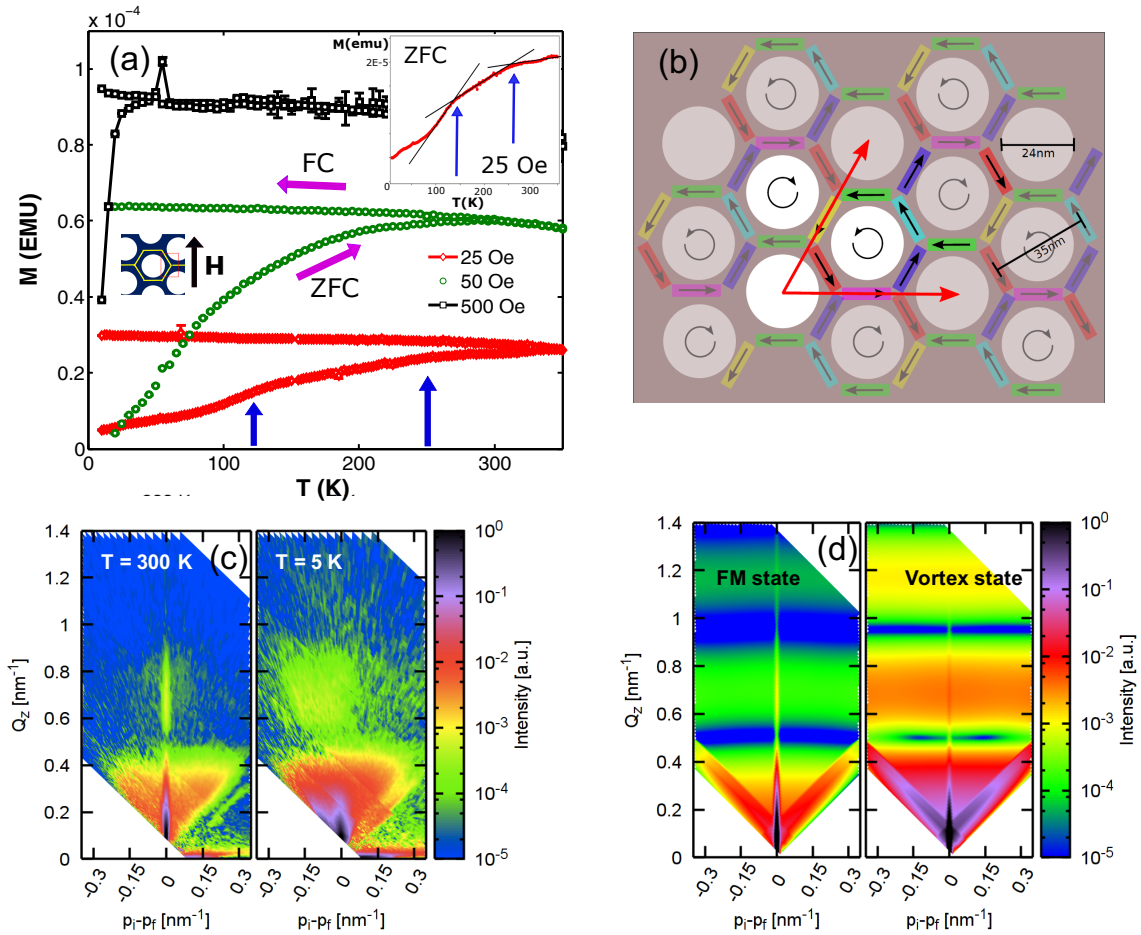 x 10⁻⁴
(a)
M(emu)
2E-5
ZFC
25 Oe
0 50 100 150 200 250 300 350
T(K)
1
0.8
0.6
0.4
0.2
0
M (EMU)
FC
ZFC
H
25 Oe
50 Oe
500 Oe
0 100 200 300
T (K)
(b)
24nm
35nm
(c)
T = 300 K
T = 5 K
1.4
1.2
1
0.8
0.6
0.4
0.2
0
Q_Z [nm⁻¹]
-0.3 -0.15 0 0.15 0.3
-0.3 -0.15 0 0.15 0.3
p_i-p_f [nm⁻¹]
p_i-p_f [nm⁻¹]
10⁰
10⁻¹
10⁻²
10⁻³
10⁻⁴
10⁻⁵
Intensity [a.u.]
(d)
FM state
Vortex state
1.4
1.2
1
0.8
0.6
0.4
0.2
0
Q_Z [nm⁻¹]
-0.3 -0.15 0 0.15 0.3
-0.3 -0.15 0 0.15 0.3
p_i-p_f [nm⁻¹]
p_i-p_f [nm⁻¹]
10⁰
10⁻¹
10⁻²
10⁻³
10⁻⁴
10⁻⁵
Intensity [a.u.]